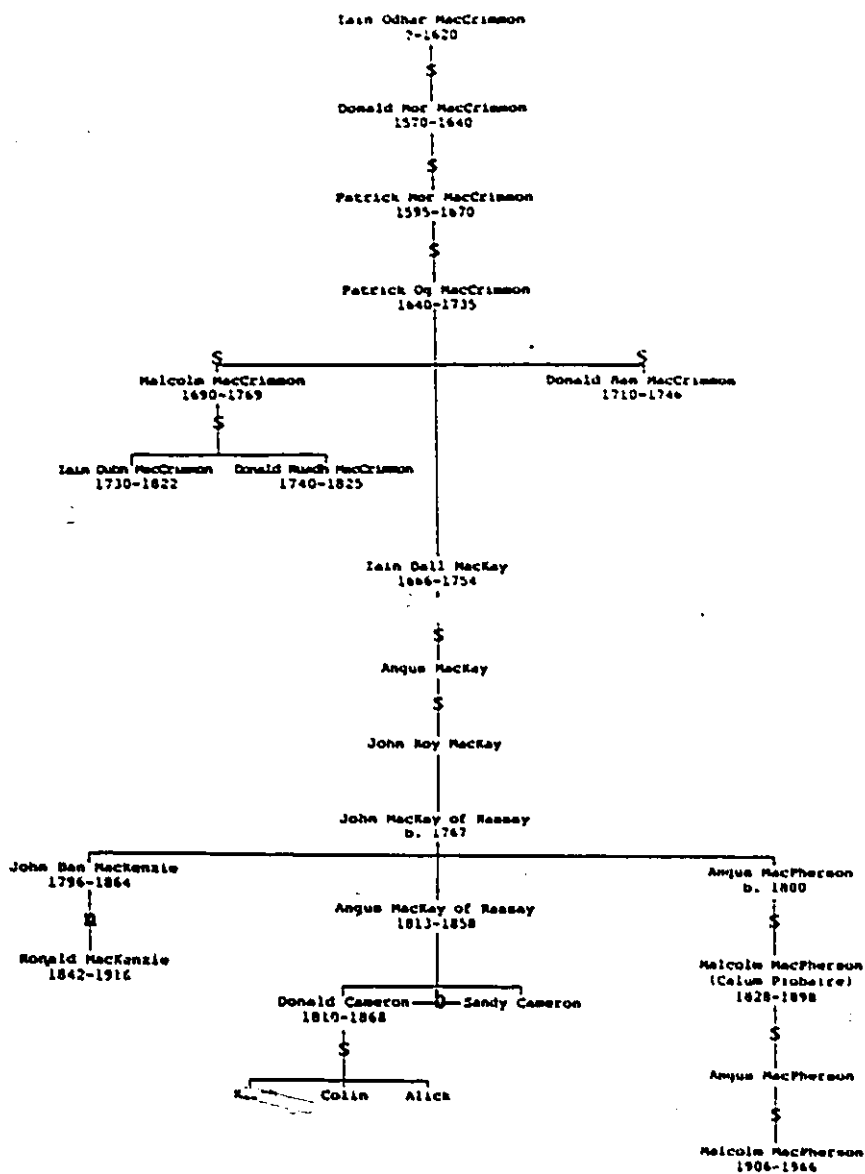 Iain Odhar MacCrimmon
?-1620
S
Donald Mor MacCrimmon
1570-1640
S
Patrick Mor MacCrimmon
1595-1670
S
Patrick Og MacCrimmon
1640-1735
S S
Malcolm MacCrimmon Donald Ban MacCrimmon
1690-1769 1710-1746
S
Iain Dubh MacCrimmon Donald Ruadh MacCrimmon
1730-1822 1740-1825
Iain Dall MacKay
1666-1754
S
Angus MacKay
S
John Roy MacKay
John MacKay of Raasay
b. 1767
John Ban MacKenzie Angus MacPherson
1796-1864 b. 1800
Angus MacKay of Raasay
1813-1858
n S
Ronald MacKenzie Malcolm MacPherson
1842-1916 (Calum Piobaire)
1828-1898
Donald Cameron b Sandy Cameron
1810-1868
S S
Angus MacPherson
Colin Alick
S
Malcolm MacPherson
1906-1966